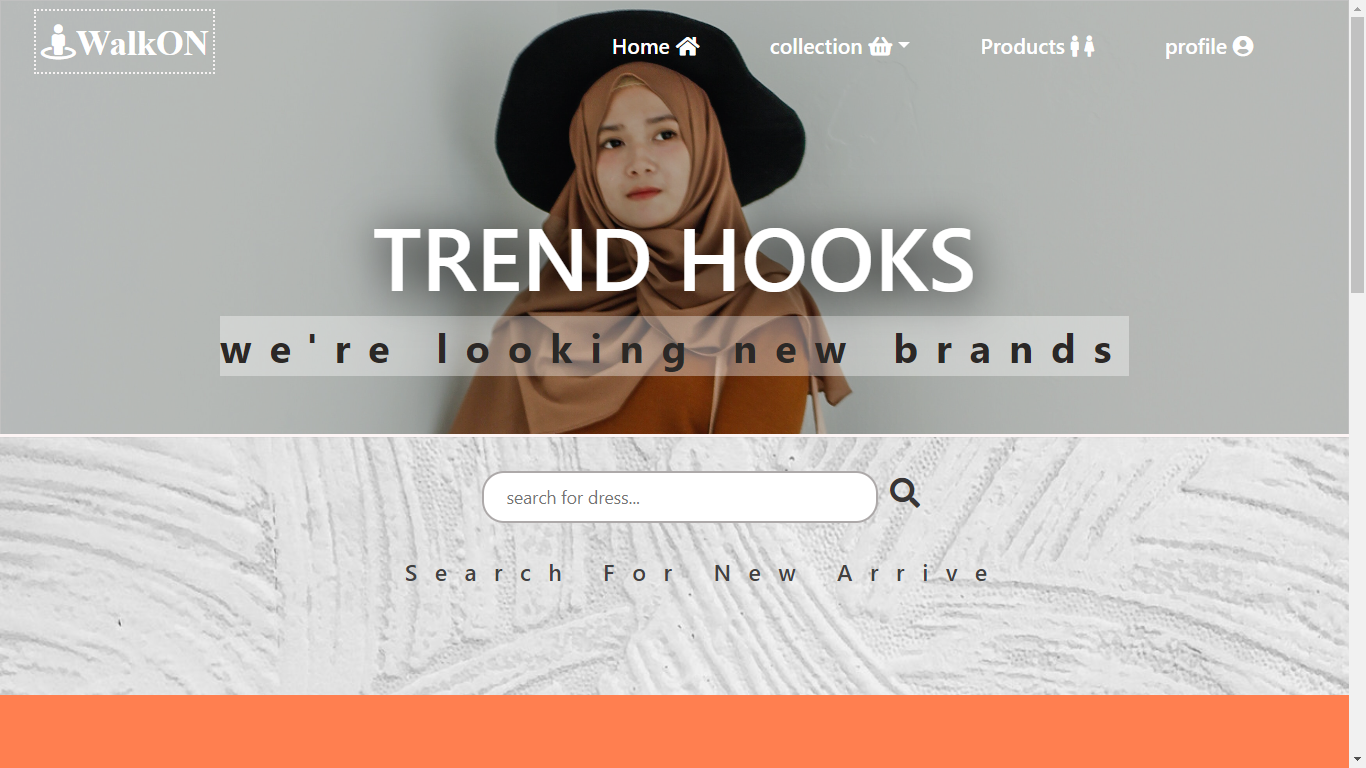 WalkON
Home collection Products profile
TREND HOOKS
we're looking new brands
search for dress...
Search For New Arrive